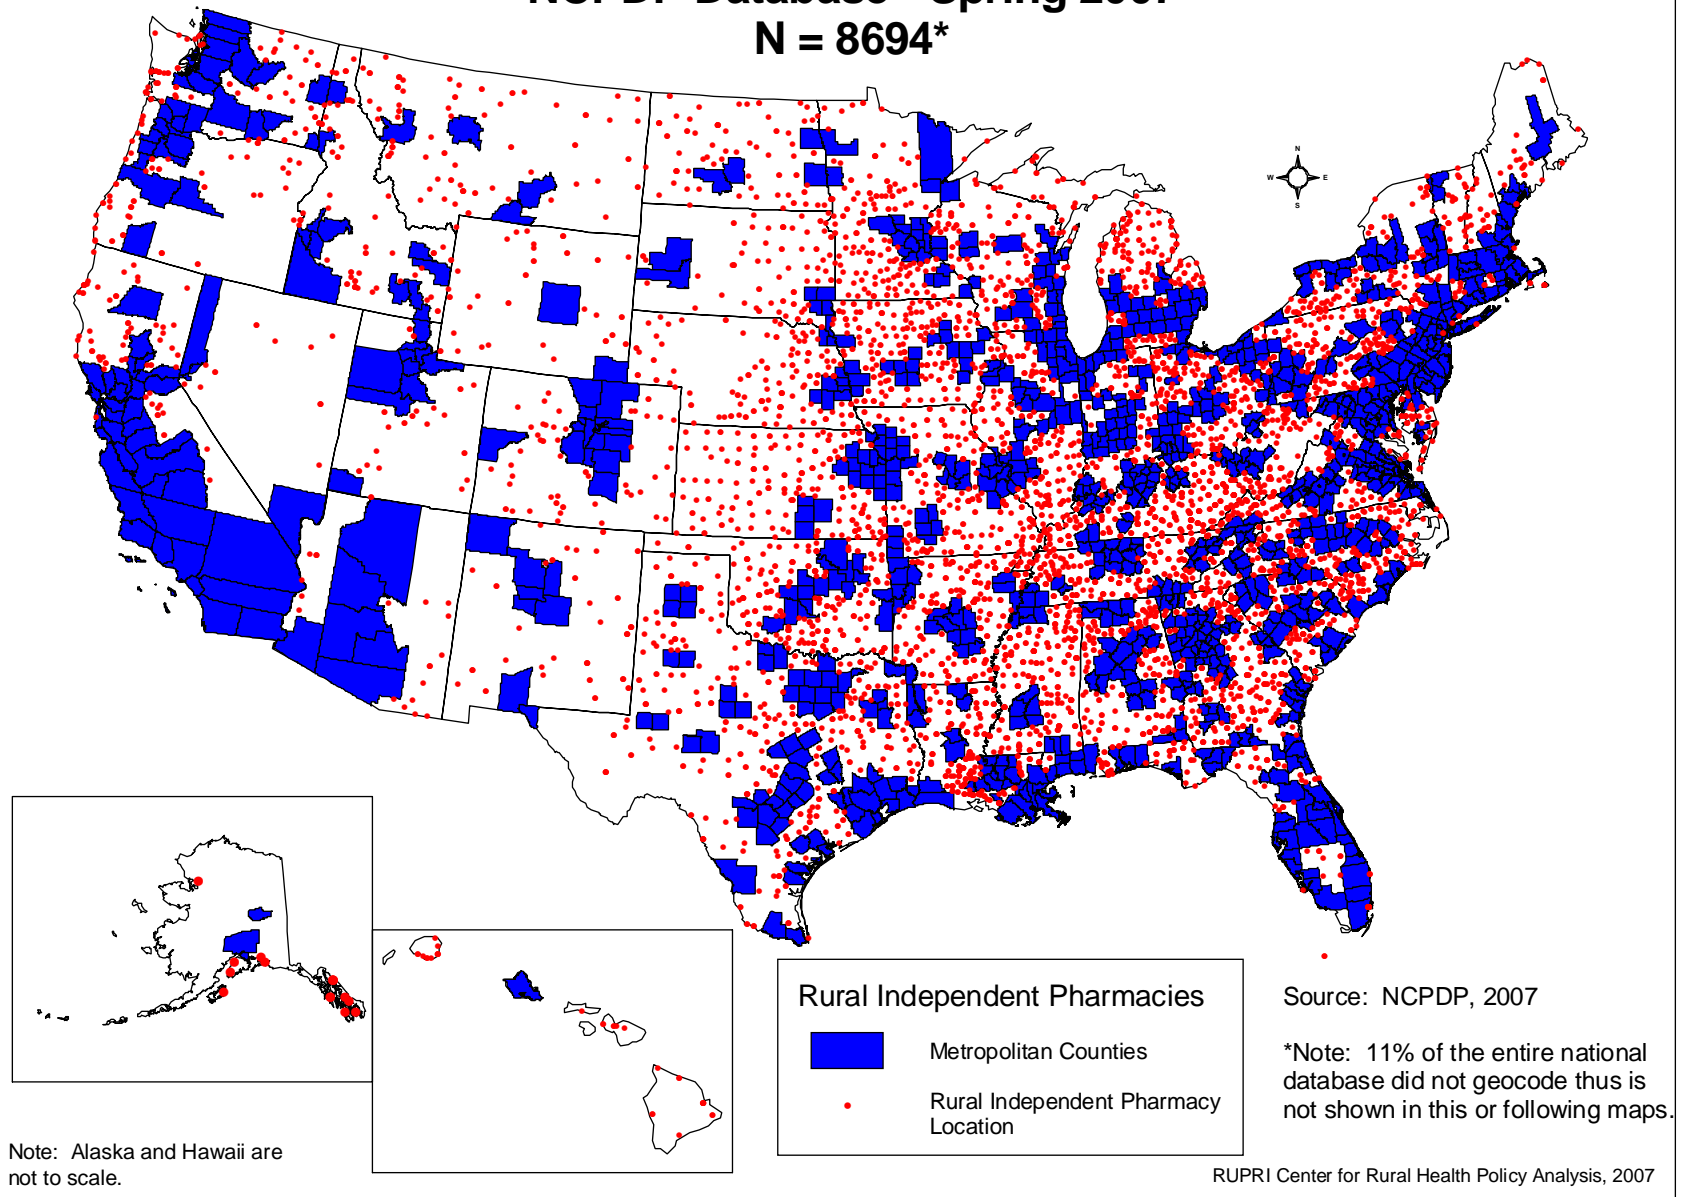 N = 8694*
N
W
E
S
Rural Independent Pharmacies
Metropolitan Counties
Rural Independent Pharmacy
Location
Source: NCPDP, 2007
*Note: 11% of the entire national
database did not geocode thus is
not shown in this or following maps.
Note: Alaska and Hawaii are
not to scale.
RUPRI Center for Rural Health Policy Analysis, 2007